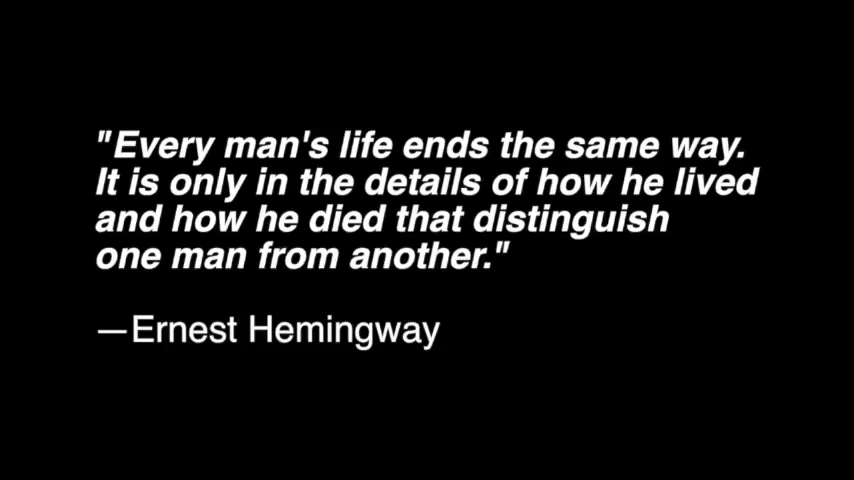 "Every man's life ends the same way.
It is only in the details of how he lived
and how he died that distinguish
one man from another."
—Ernest Hemingway